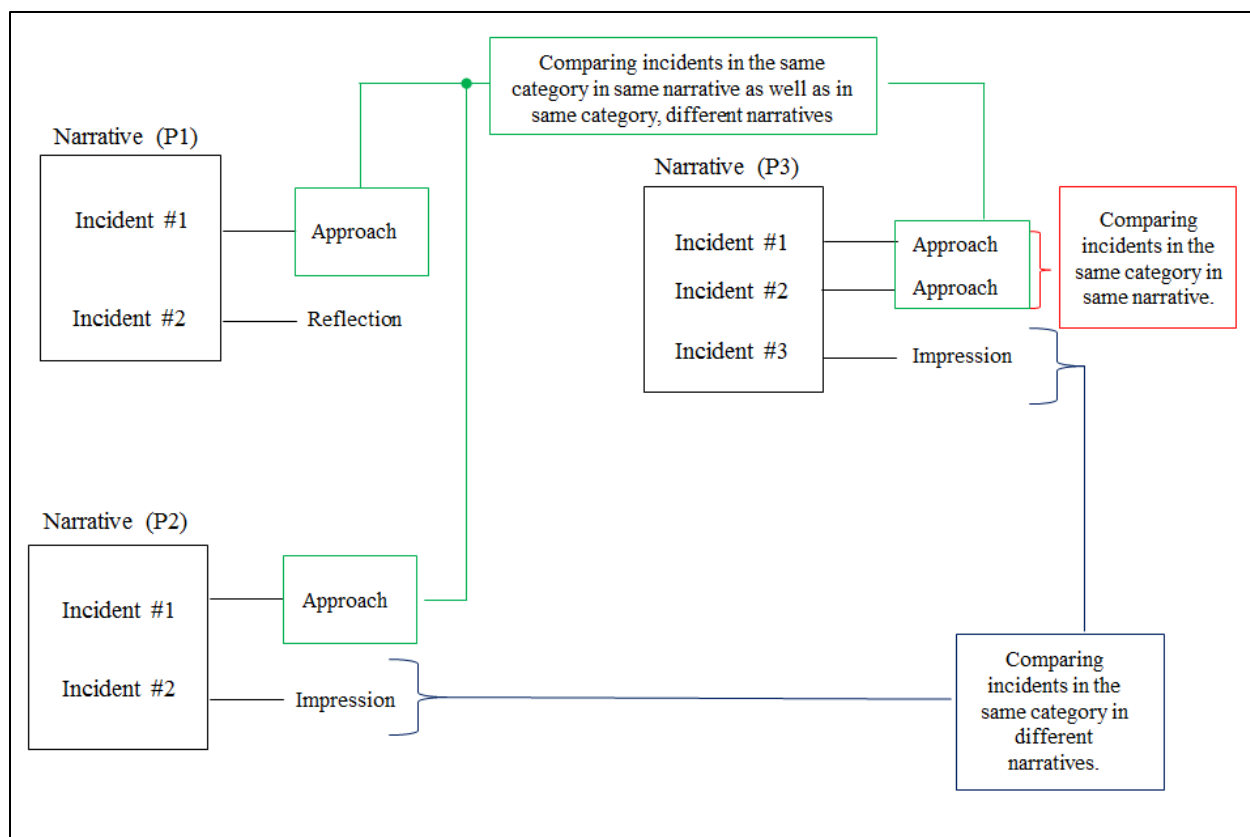 Comparing incidents in the same
category in same narrative as well as in
same category, different narratives
Narrative (P1)
Incident #1
Approach
Incident #2
Reflection
Narrative (P3)
Incident #1
Approach
Incident #2
Approach
Incident #3
Impression
Comparing
incidents in the
same category in
same narrative.
Narrative (P2)
Incident #1
Approach
Incident #2
Impression
Comparing
incidents in the
same category in
different
narratives.